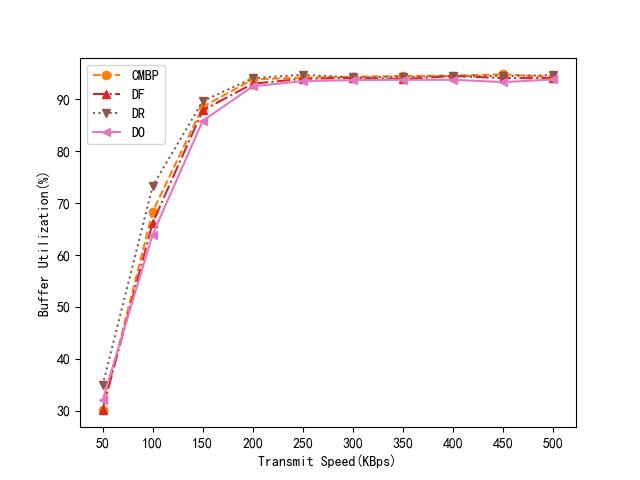 CMBP
DF
DR
DO
90
80
70
60
50
40
30
Buffer Utilization(%)
50 100 150 200 250 300 350 400 450 500
Transmit Speed(KBps)